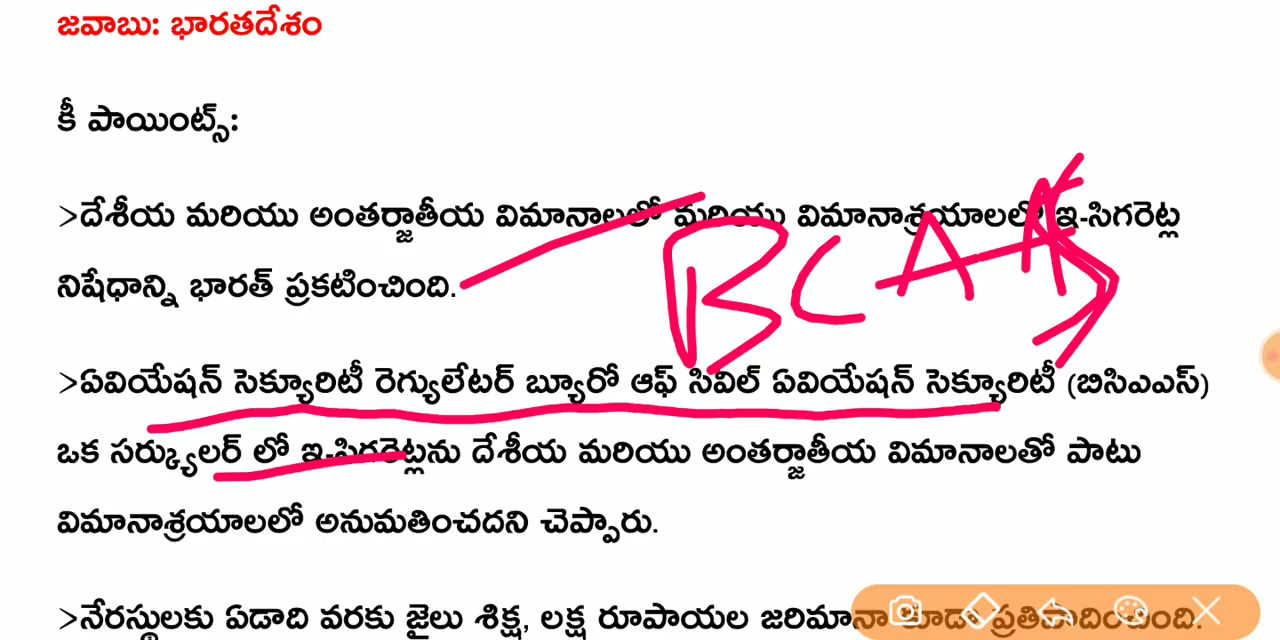 జవాబు: భారతదేశం
కీ పాయింట్స్:
>దేశీయ మరియు అంతర్జాతీయ విమానాలలో మరియు విమానాశ్రయాలలో ఇ-సిగరెట్ల
నిషేధాన్ని భారత్ ప్రకటించింది.
BCAS
>ఏవియేషన్ సెక్యూరిటీ రెగ్యులేటర్ బ్యూరో ఆఫ్ సివిల్ ఏవియేషన్ సెక్యూరిటీ (బిసిఎఎస్)
ఒక సర్క్యులర్ లో ఇ-సిగరెట్లను దేశీయ మరియు అంతర్జాతీయ విమానాలతో పాటు
విమానాశ్రయాలలో అనుమతించదని చెప్పారు.
>నేరస్థులకు ఏడాది వరకు జైలు శిక్ష, లక్ష రూపాయల జరిమానా కూడా ప్రతిపాదించింది.